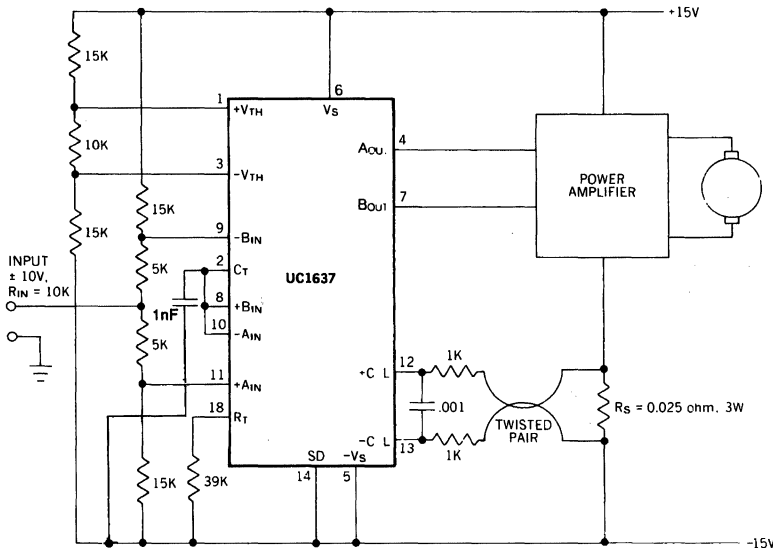 +15V
15K
1
+VTH
6
VS
10K
3
-VTH
4
AOU.
POWER
AMPLIFIER
7
BOUT
15K
15K
9
-BIN
INPUT
± 10V,
RIN = 10K
5K
2
CT
UC1637
1nF
8
+BIN
10
-AIN
5K
11
+AIN
12
+C L
1K
.001
TWISTED
PAIR
RS = 0.025 ohm, 3W
18
RT
-C L
13
1K
15K
39K
SD
14
-VS
5
-15V